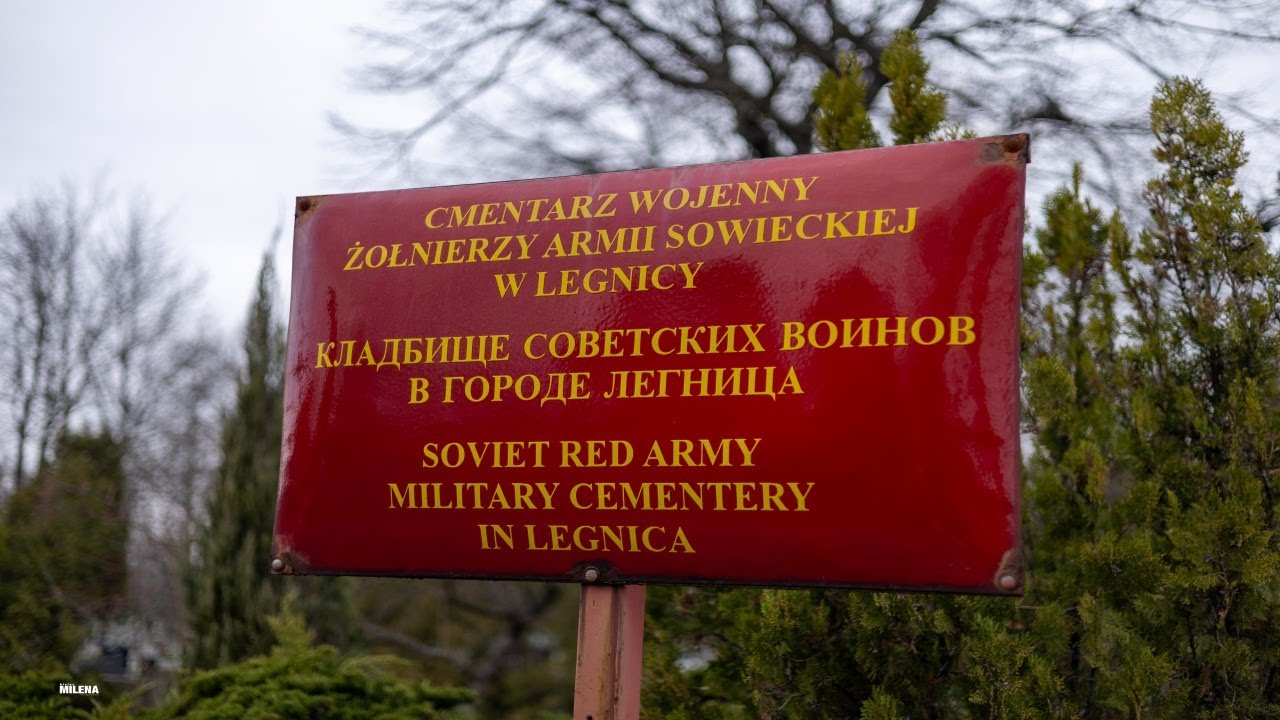 CMENTARZ WOJENNY
ŻOŁNIERZY ARMII SOWIECKIEJ
W LEGNICY
КЛАДБИЩЕ СОВЕТСКИХ ВОИНОВ
В ГОРОДЕ ЛЕГНИЦА
SOVIET RED ARMY
MILITARY CEMENTERY
IN LEGNICA
MILENA